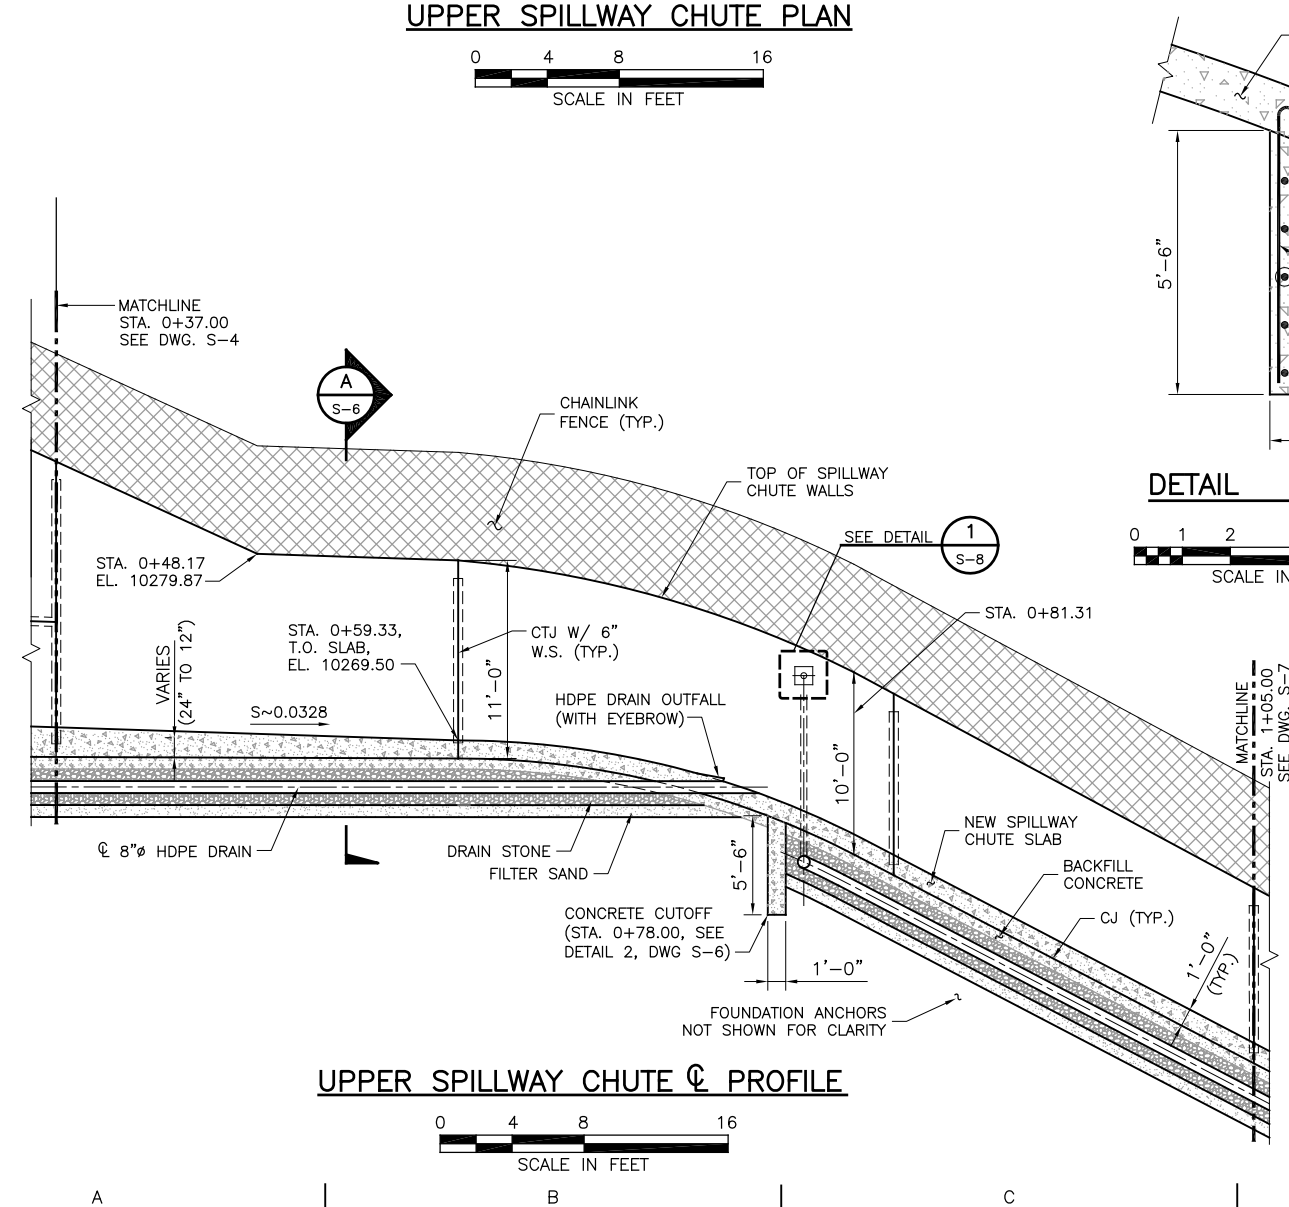 UPPER SPILLWAY CHUTE PLAN
0 4 8 16
SCALE IN FEET
5'-6"
MATCHLINE
STA. 0+37.00
SEE DWG. S-4
A
S-6
CHAINLINK
FENCE (TYP.)
TOP OF SPILLWAY
CHUTE WALLS
DETAIL
0 1 2
SCALE IN
SEE DETAIL
1
S-8
STA. 0+48.17
EL. 10279.87
STA. 0+81.31
VARIES
(24" TO 12")
STA. 0+59.33,
T.O. SLAB,
EL. 10269.50
CTJ W/ 6"
W.S. (TYP.)
11'-0"
S~0.0328
HDPE DRAIN OUTFALL
(WITH EYEBROW)
10'-0"
MATCHLINE
STA. 1+05.00
SEE DWG. S-7
℄ 8"ø HDPE DRAIN
DRAIN STONE
FILTER SAND
5'-6"
NEW SPILLWAY
CHUTE SLAB
BACKFILL
CONCRETE
CJ (TYP.)
CONCRETE CUTOFF
(STA. 0+78.00, SEE
DETAIL 2, DWG S-6)
1'-0"
1'-0"
(TYP.)
FOUNDATION ANCHORS
NOT SHOWN FOR CLARITY
UPPER SPILLWAY CHUTE ℄ PROFILE
0 4 8 16
SCALE IN FEET
A B C